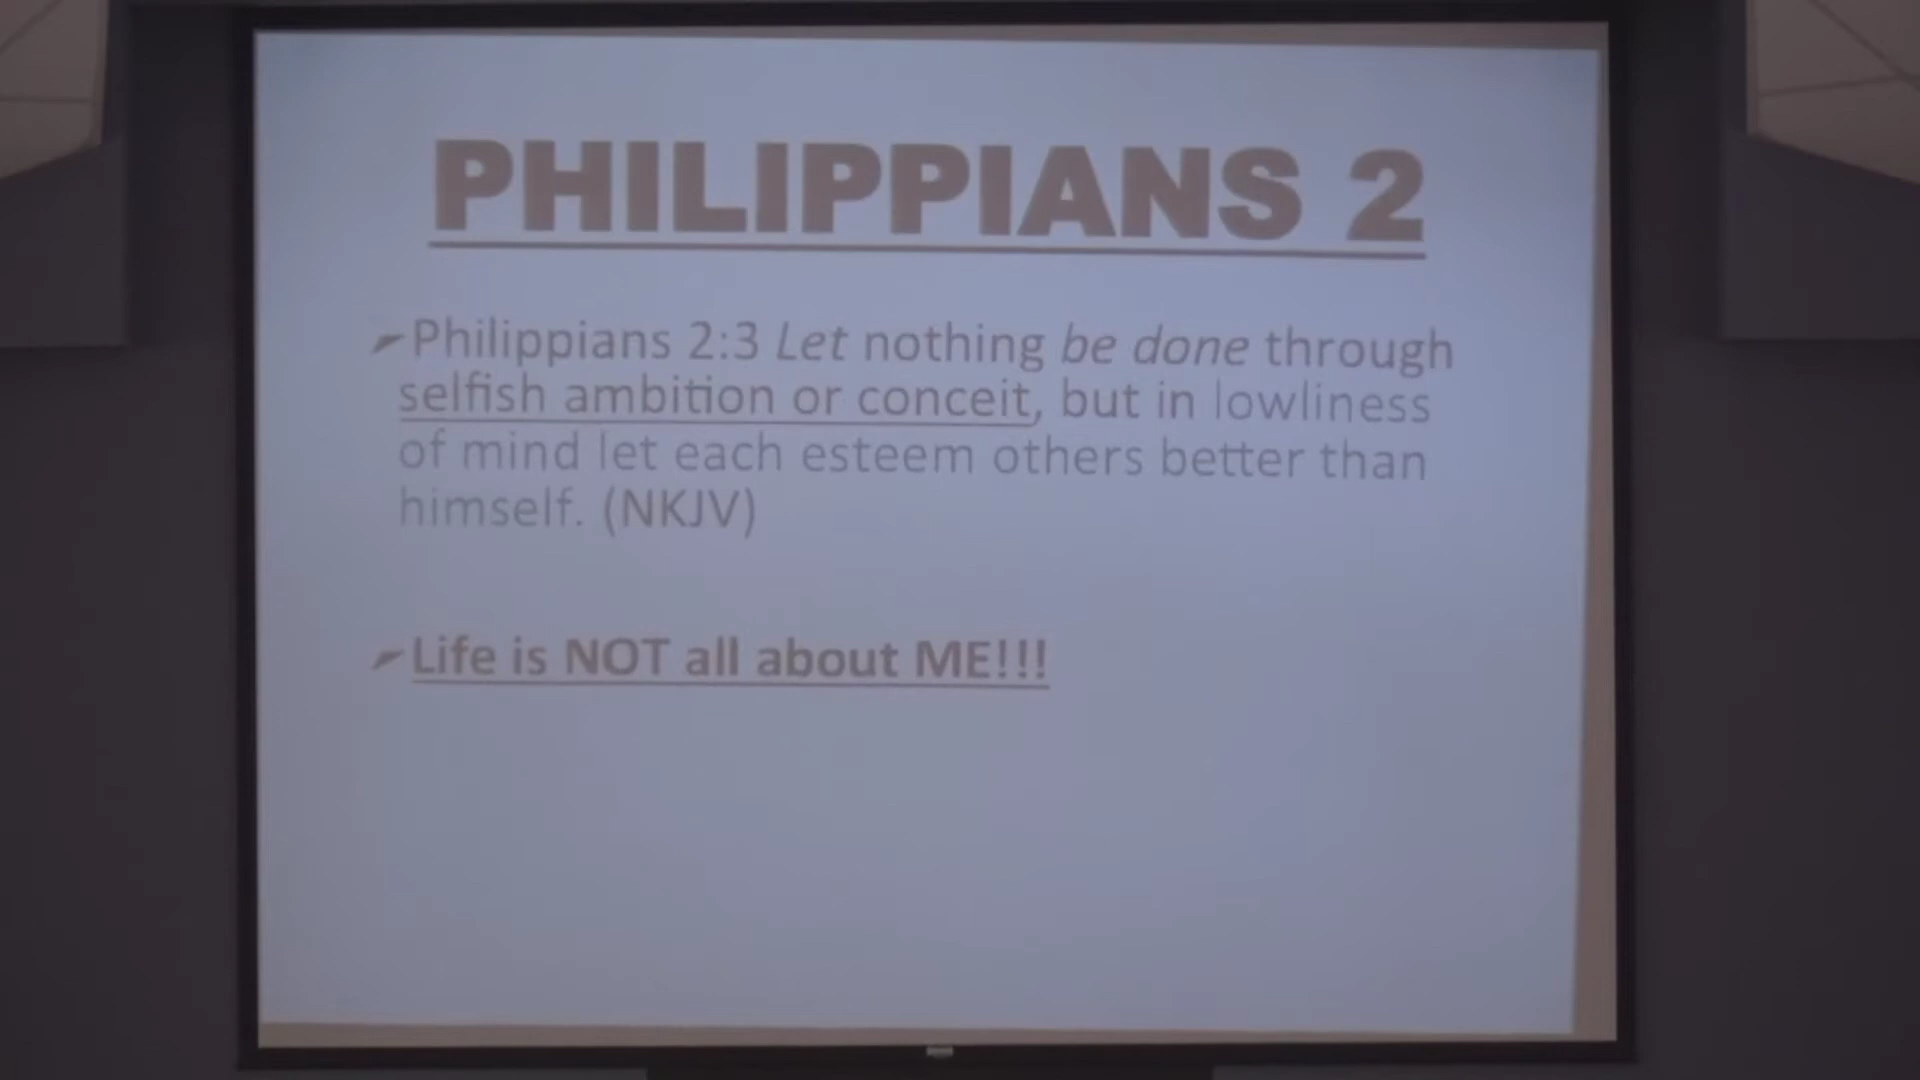 PHILIPPIANS 2
Philippians 2:3 Let nothing be done through
selfish ambition or conceit, but in lowliness
of mind let each esteem others better than
himself. (NKJV)
Life is NOT all about ME!!!